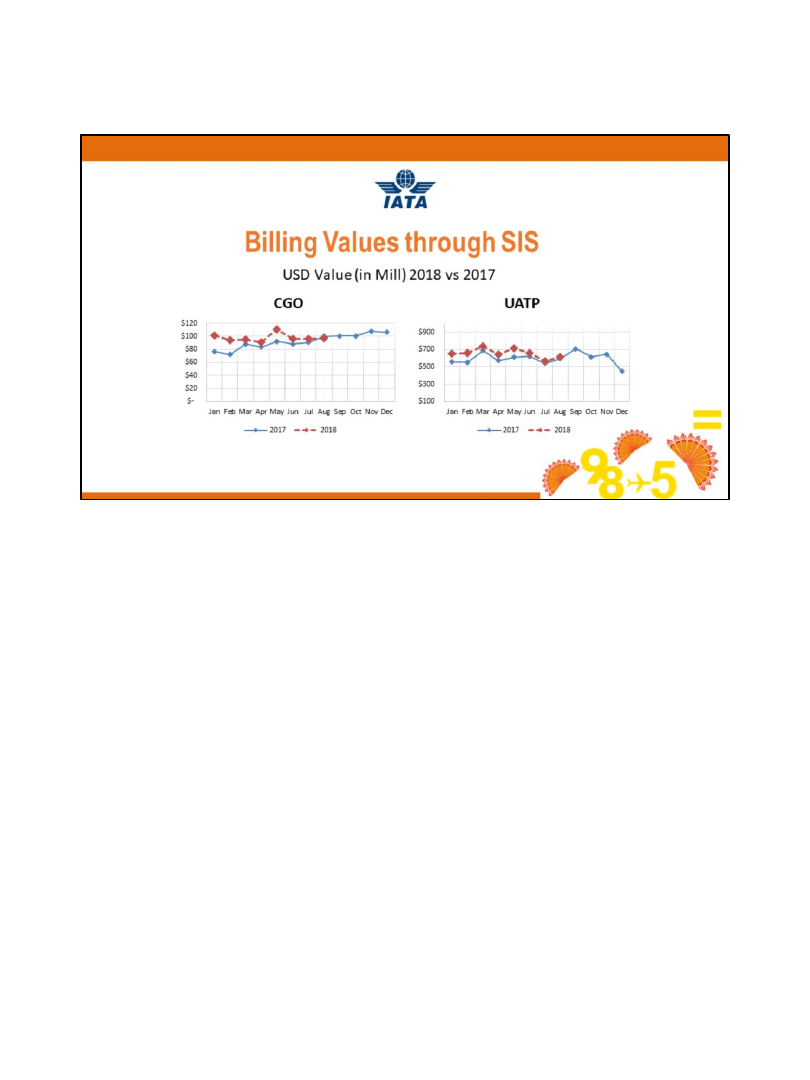 IATA
Billing Values through SIS
USD Value (in Mill) 2018 vs 2017
CGO
$120
$100
$80
$60
$40
$20
$-
Jan Feb Mar Apr May Jun Jul Aug Sep Oct Nov Dec
2017 2018
UATP
$900
$700
$500
$300
$100
Jan Feb Mar Apr May Jun Jul Aug Sep Oct Nov Dec
2017 2018
=
98 5